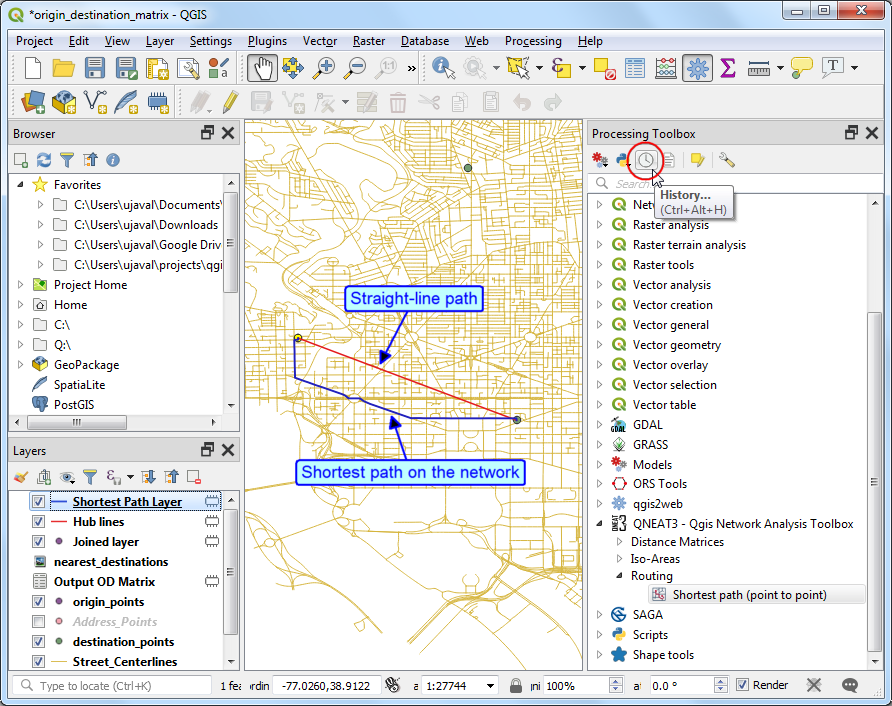 *origin_destination_matrix - QGIS
Project Edit View Layer Settings Plugins Vector Raster Database Web Processing Help
1:1
»
T
Browser
Favorites
C:\Users\ujaval\Documents\
C:\Users\ujaval\Downloads
C:\Users\ujaval\Google Driv
C:\Users\ujaval\projects\qgi
Project Home
Home
C:\
Q:\
GeoPackage
SpatiaLite
PostGIS
Layers
Shortest Path Layer
Hub lines
Joined layer
nearest_destinations
Output OD Matrix
origin_points
Address_Points
destination_points
Street_Centerlines
Straight-line path
Shortest path on the network
Processing Toolbox
Search
History...
(Ctrl+Alt+H)
Raster analysis
Raster terrain analysis
Raster tools
Vector analysis
Vector creation
Vector general
Vector geometry
Vector overlay
Vector selection
Vector table
GDAL
GRASS
Models
ORS Tools
qgis2web
QNEAT3 - Qgis Network Analysis Toolbox
Distance Matrices
Iso-Areas
Routing
Shortest path (point to point)
SAGA
Scripts
Shape tools
Type to locate (Ctrl+K) 1 fea ordin -77.0260,38.9122 a 1:27744 gni 100% at 0.0 ° Render